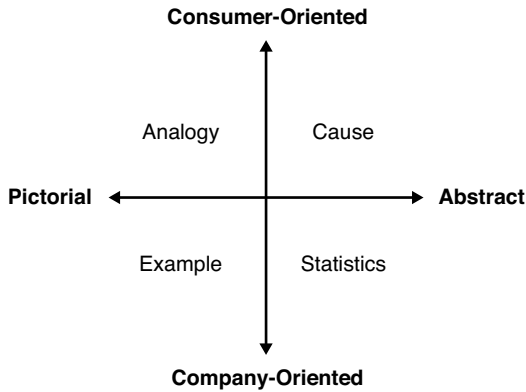 Consumer-Oriented
Analogy Cause
Pictorial Abstract
Example Statistics
Company-Oriented